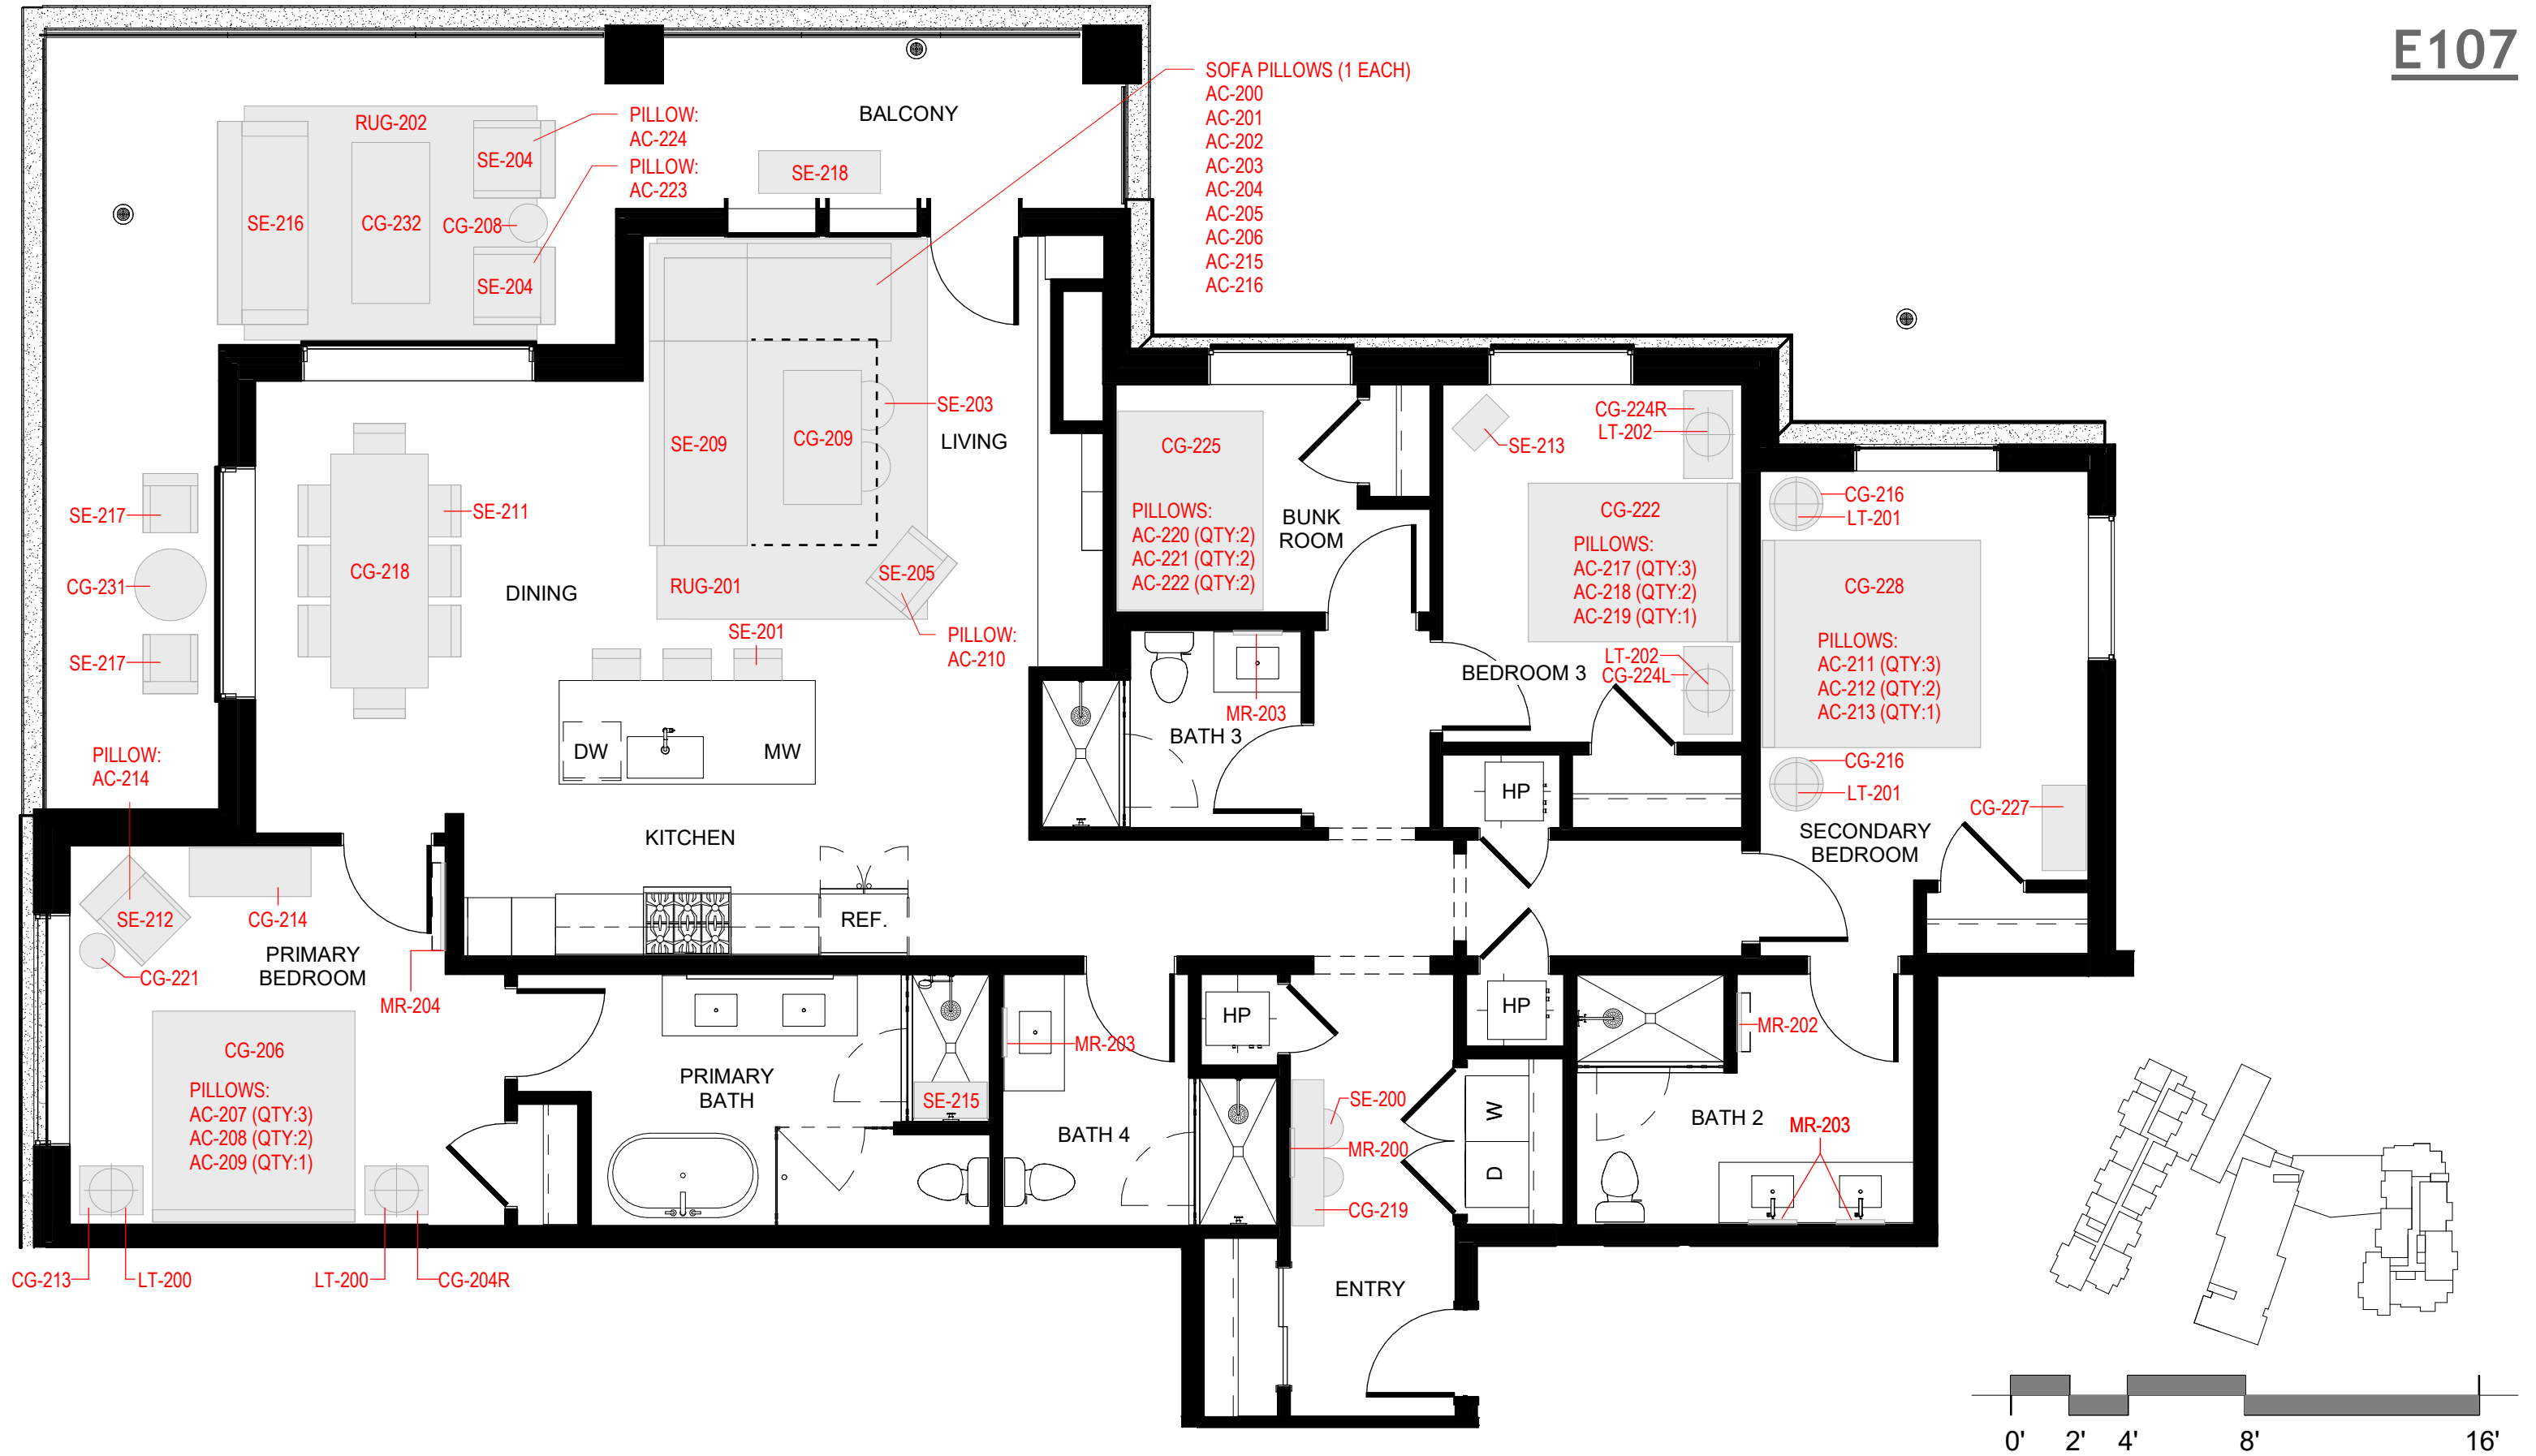 E107
SOFA PILLOWS (1 EACH)
AC-200
AC-201
AC-202
AC-203
AC-204
AC-205
AC-206
AC-215
AC-216
BALCONY
RUG-202
PILLOW:
AC-224
SE-204
PILLOW:
AC-223
SE-218
SE-216
CG-232
CG-208
SE-204
SE-203
LIVING
SE-209
CG-209
RUG-201
SE-205
PILLOW:
AC-210
SE-201
SE-217
CG-231
SE-217
SE-211
CG-218
DINING
DW
MW
KITCHEN
REF.
CG-225
PILLOWS:
AC-220 (QTY:2)
AC-221 (QTY:2)
AC-222 (QTY:2)
BUNK
ROOM
CG-224R
LT-202
SE-213
CG-222
PILLOWS:
AC-217 (QTY:3)
AC-218 (QTY:2)
AC-219 (QTY:1)
LT-202
CG-224L
BEDROOM 3
MR-203
BATH 3
HP
CG-216
LT-201
CG-228
PILLOWS:
AC-211 (QTY:3)
AC-212 (QTY:2)
AC-213 (QTY:1)
CG-216
LT-201
CG-227
SECONDARY
BEDROOM
PILLOW:
AC-214
SE-212
CG-214
CG-221
PRIMARY
BEDROOM
MR-204
CG-206
PILLOWS:
AC-207 (QTY:3)
AC-208 (QTY:2)
AC-209 (QTY:1)
CG-213
LT-200
LT-200
CG-204R
PRIMARY
BATH
SE-215
MR-203
BATH 4
HP
HP
SE-200
MR-200
CG-219
W
D
ENTRY
MR-202
BATH 2
MR-203
0'
2'
4'
8'
16'